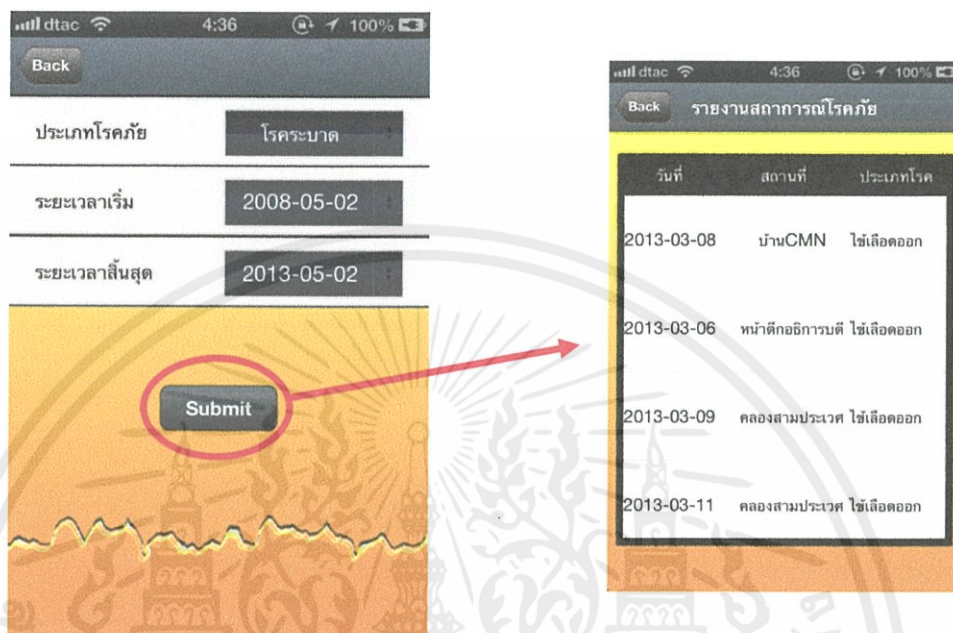 dtac 4:36 100%
Back
ประเภทโรคภัย โรคระบาด
ระยะเวลาเริ่ม 2008-05-02
ระยะเวลาสิ้นสุด 2013-05-02
Submit
dtac 4:36 100%
Back รายงานสถาการณ์โรคภัย
วันที่ สถานที่ ประเภทโรค
2013-03-08 บ้านCMN ไข้เลือดออก
2013-03-06 หน้าตึกอธิการบดี ไข้เลือดออก
2013-03-09 คลองสามประเวศ ไข้เลือดออก
2013-03-11 คลองสามประเวศ ไข้เลือดออก